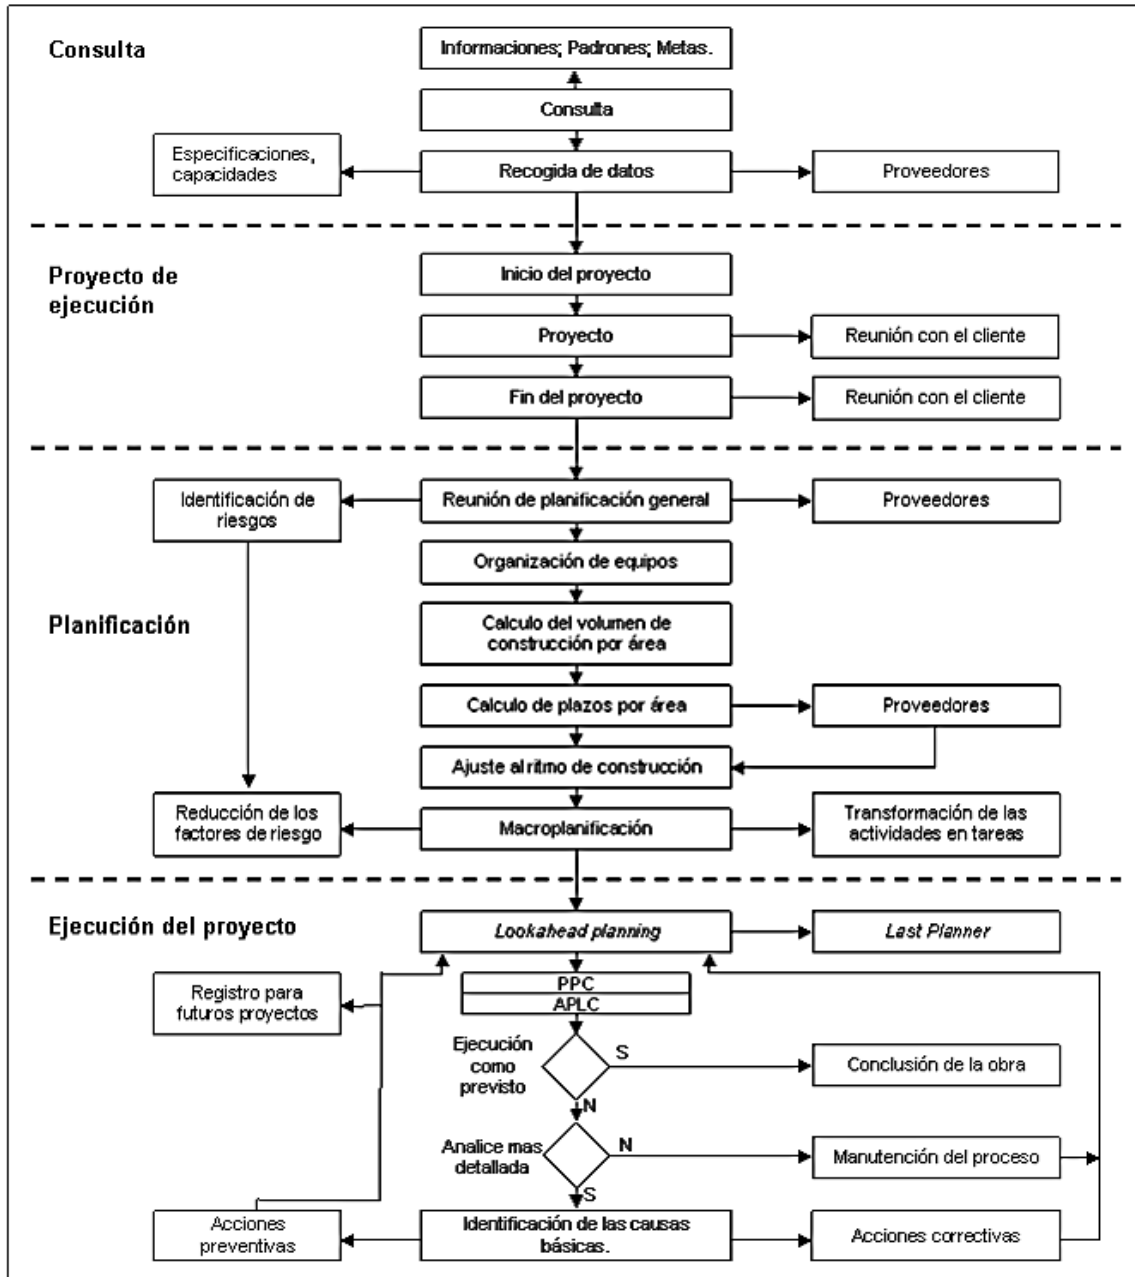 Consulta
Informaciones; Padrones; Metas.
Consulta
Especificaciones,
capacidades
Recogida de datos
Proveedores
Proyecto de
ejecución
Inicio del proyecto
Proyecto
Reunión con el cliente
Fin del proyecto
Reunión con el cliente
Identificación de
riesgos
Reunión de planificación general
Proveedores
Organización de equipos
Planificación
Calculo del volumen de
construcción por área
Calculo de plazos por área
Proveedores
Ajuste al ritmo de construcción
Reducción de los
factores de riesgo
Macroplanificación
Transformación de las
actividades en tareas
Ejecución del proyecto
Lookahead planning
Last Planner
Registro para
futuros proyectos
PPC
APLC
Ejecución
como
previsto
S
Conclusión de la obra
N
Analice mas
detallada
N
Manutención del proceso
S
Acciones
preventivas
Identificación de las causas
básicas.
Acciones correctivas